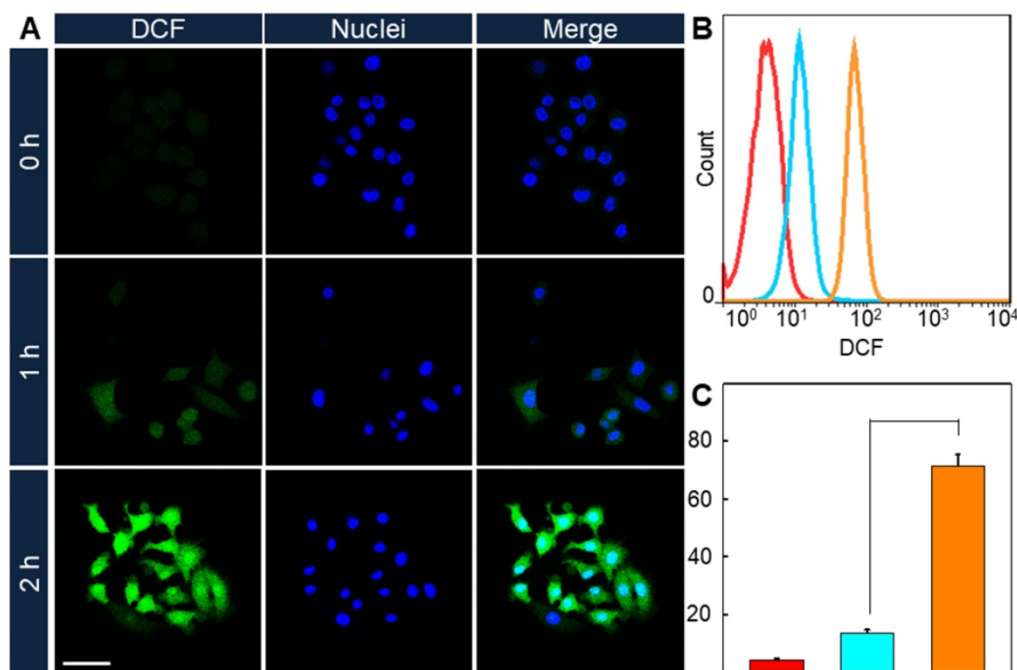 A
DCF
Nuclei
Merge
0 h
1 h
2 h
B
Count
0
10⁰
10¹
10²
10³
10⁴
DCF
C
80
60
40
20